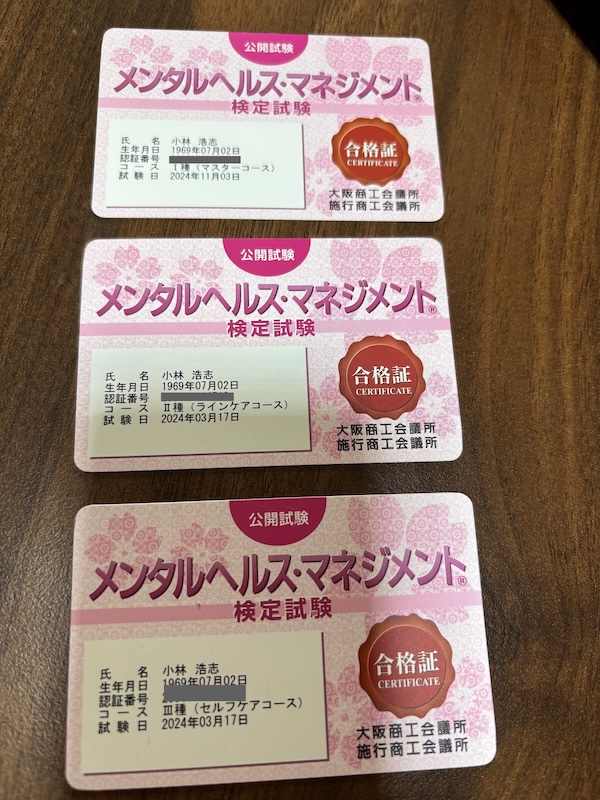 公開試験
メンタルヘルス・マネジメント®
検定試験
氏 名 小林 浩志
生年月日 1969年07月02日
認証番号
コース Ⅰ種(マスターコース)
試験日 2024年11月03日
合格証
CERTIFICATE
大阪商工会議所
施行商工会議所
公開試験
メンタルヘルス・マネジメント®
検定試験
氏 名 小林 浩志
生年月日 1969年07月02日
認証番号
コース Ⅱ種(ラインケアコース)
試験日 2024年03月17日
合格証
CERTIFICATE
大阪商工会議所
施行商工会議所
公開試験
メンタルヘルス・マネジメント®
検定試験
氏 名 小林 浩志
生年月日 1969年07月02日
認証番号
コース Ⅲ種(セルフケアコース)
試験日 2024年03月17日
合格証
CERTIFICATE
大阪商工会議所
施行商工会議所